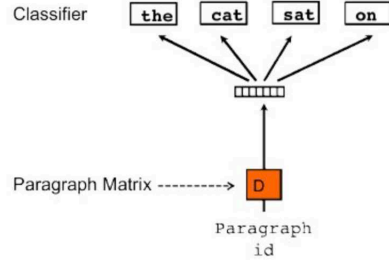 Classifier the cat sat on
Paragraph Matrix
D
Paragraph
id